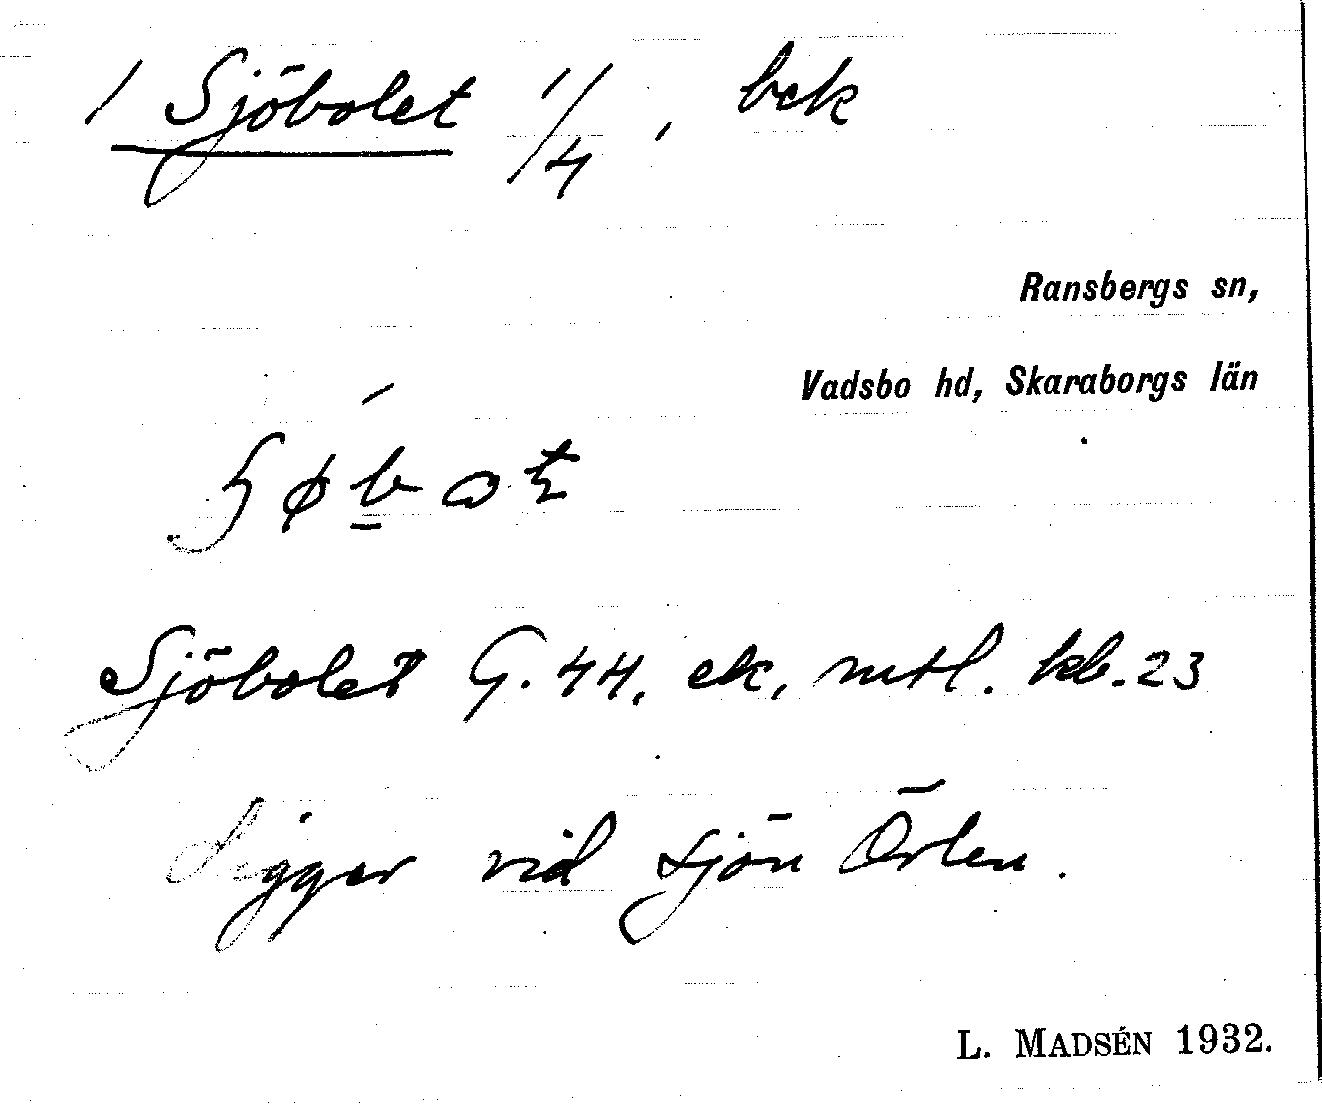 1 Sjöbolet 1/4, bek
Ransbergs sn,
Vadsbo hd, Skaraborgs län
Sjöbolet G. 44, ek, mtl. kb. 23
Ligger vid sjön Örlen.
L. MADSÉN 1932.